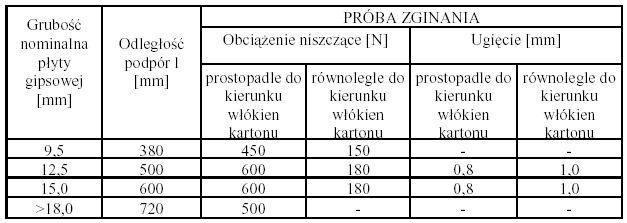 Grubość nominalna płyty gipsowej [mm]
Odległość podpór l [mm]
PRÓBA ZGINANIA
Obciążenie niszczące [N]
Ugięcie [mm]
prostopadle do kierunku włókien kartonu
równolegle do kierunku włókien kartonu
prostopadle do kierunku włókien kartonu
równolegle do kierunku włókien kartonu
9,5 380 450 150 - -
12,5 500 600 180 0,8 1,0
15,0 600 600 180 0,8 1,0
>18,0 720 500 - - -